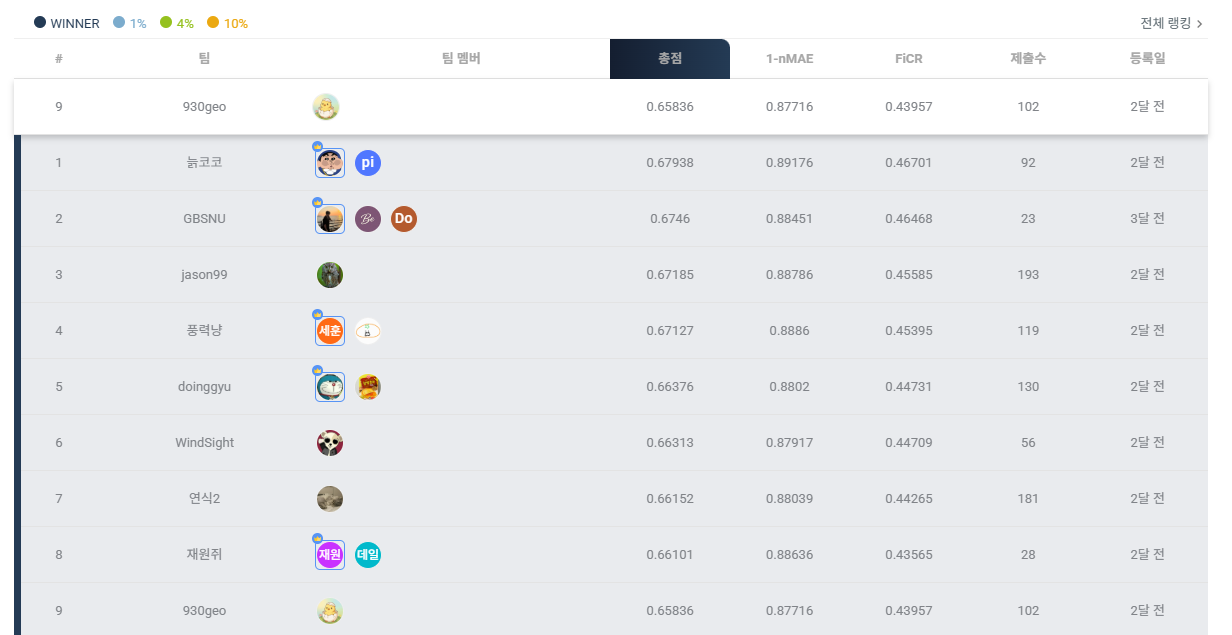 WINNER 1% 4% 10% 전체 랭킹 >
# 팀 팀 멤버 총점 1-nMAE FiCR 제출수 등록일
9 930geo 0.65836 0.87716 0.43957 102 2달 전
1 늙코코 pi 0.67938 0.89176 0.46701 92 2달 전
2 GBSNU Be Do 0.6746 0.88451 0.46468 23 3달 전
3 jason99 0.67185 0.88786 0.45585 193 2달 전
4 풍력냥 세훈 0.67127 0.8886 0.45395 119 2달 전
5 doinggyu 0.66376 0.8802 0.44731 130 2달 전
6 WindSight 0.66313 0.87917 0.44709 56 2달 전
7 연식2 0.66152 0.88039 0.44265 181 2달 전
8 재원쥐 재원 데일 0.66101 0.88636 0.43565 28 2달 전
9 930geo 0.65836 0.87716 0.43957 102 2달 전